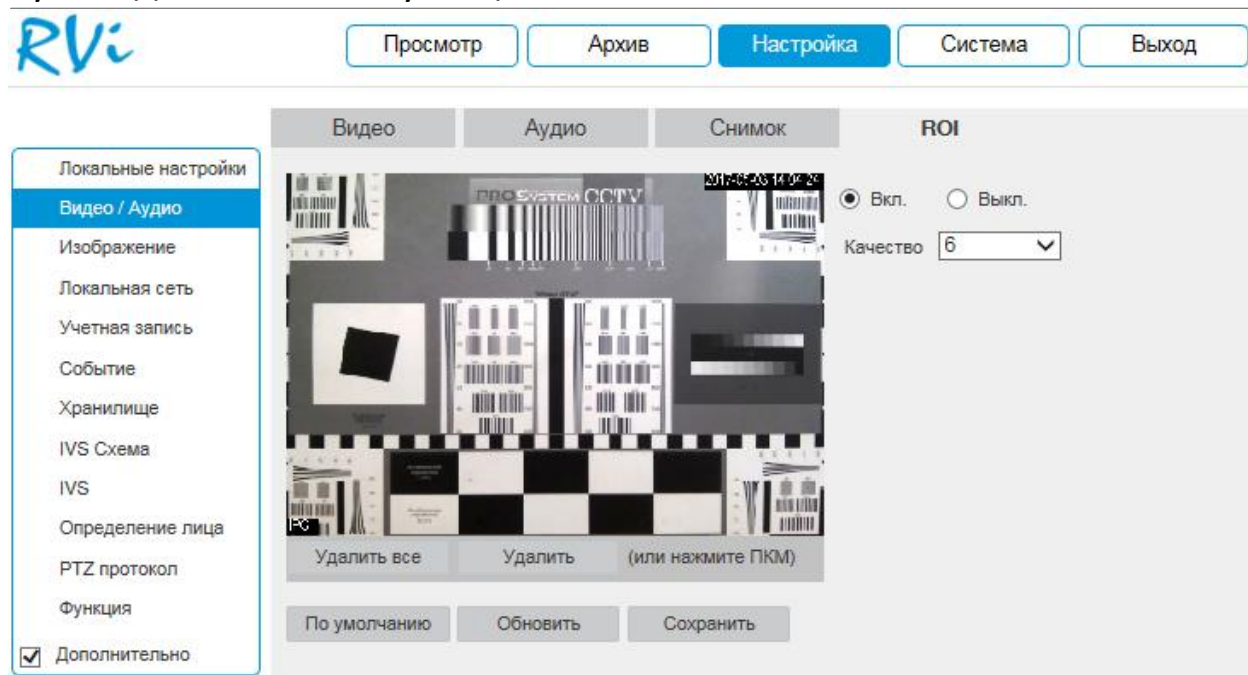 RVi
Просмотр
Архив
Настройка
Система
Выход
Видео
Аудио
Снимок
ROI
Локальные настройки
Видео / Аудио
Изображение
Локальная сеть
Учетная запись
Событие
Хранилище
IVS Схема
IVS
Определение лица
PTZ протокол
Функция
Дополнительно
PROSYSTEM CCTV
IPC
Вкл.
Выкл.
Качество
6
Удалить все
Удалить
(или нажмите ПКМ)
По умолчанию
Обновить
Сохранить